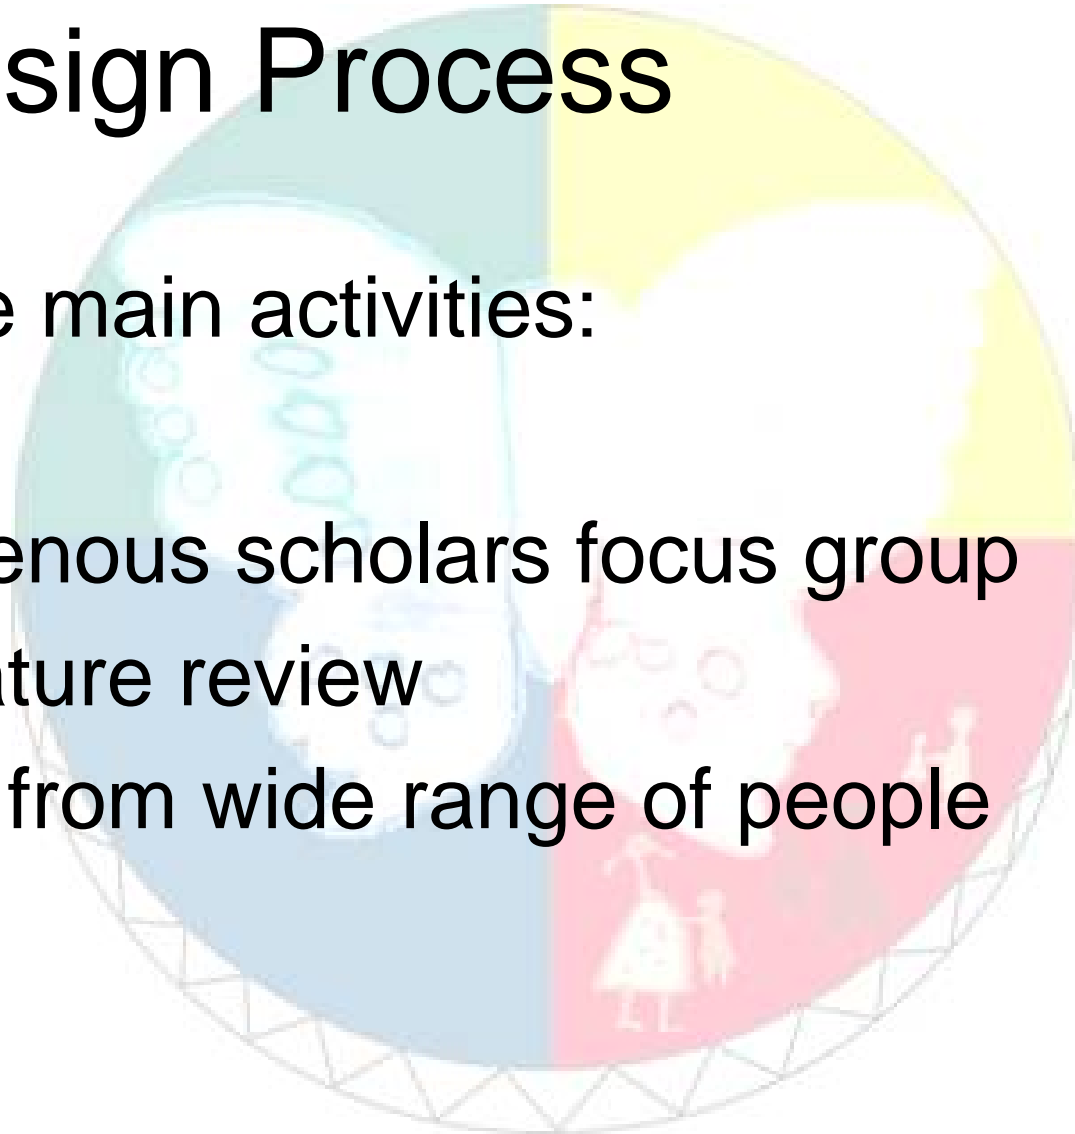 sign Process
e main activities:
enous scholars focus group
ature review
from wide range of people